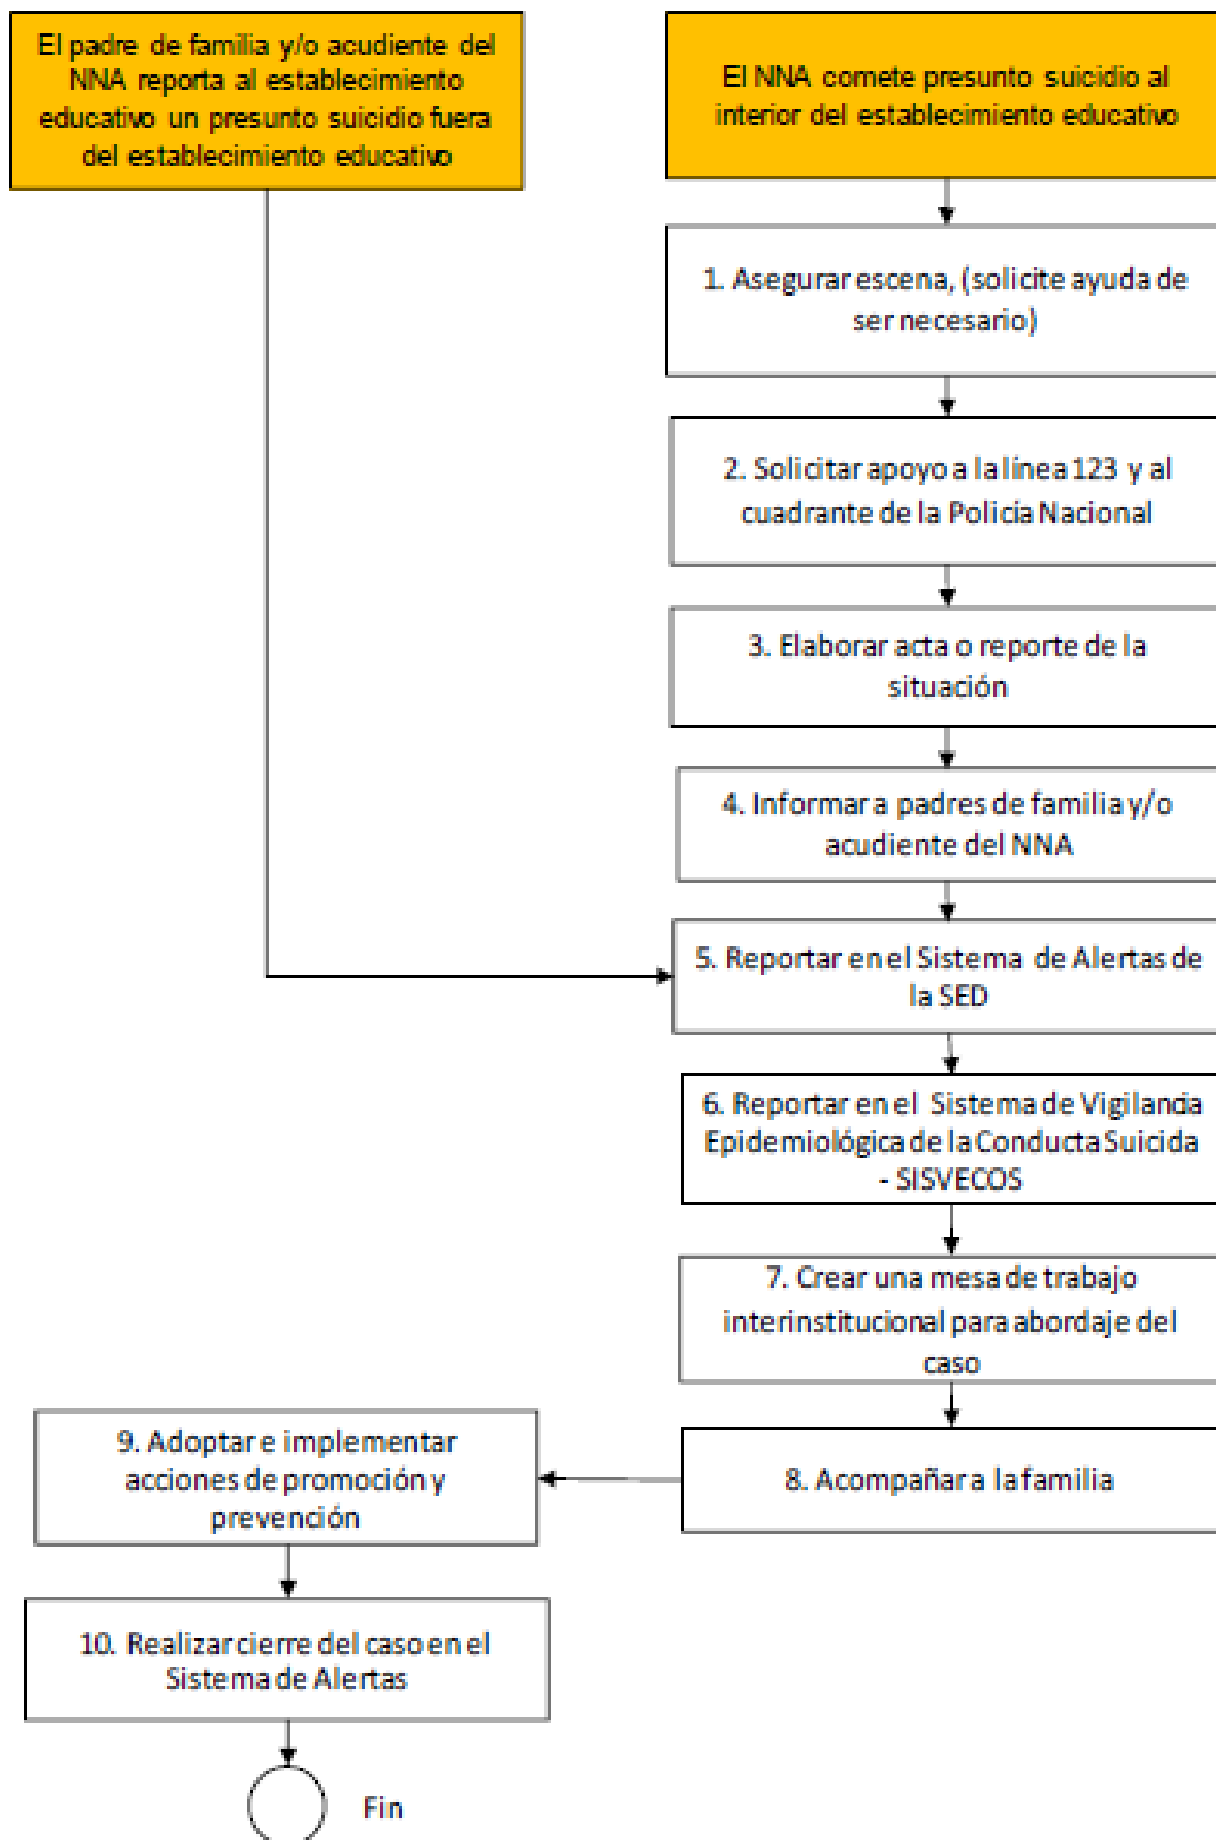 El padre de familia y/o acudiente del
NNA reporta al establecimiento
educativo un presunto suicidio fuera
del establecimiento educativo
El NNA comete presunto suicidio al
interior del establecimiento educativo
1. Asegurar escena, (solicite ayuda de
ser necesario)
2. Solicitar apoyo a la línea 123 y al
cuadrante de la Policía Nacional
3. Elaborar acta o reporte de la
situación
4. Informar a padres de familia y/o
acudiente del NNA
5. Reportar en el Sistema de Alertas de
la SED
6. Reportar en el Sistema de Vigilancia
Epidemiológica de la Conducta Suicida
- SISVECOS
7. Crear una mesa de trabajo
interinstitucional para abordaje del
caso
8. Acompañar a la familia
9. Adoptar e implementar
acciones de promoción y
prevención
10. Realizar cierre del caso en el
Sistema de Alertas
Fin